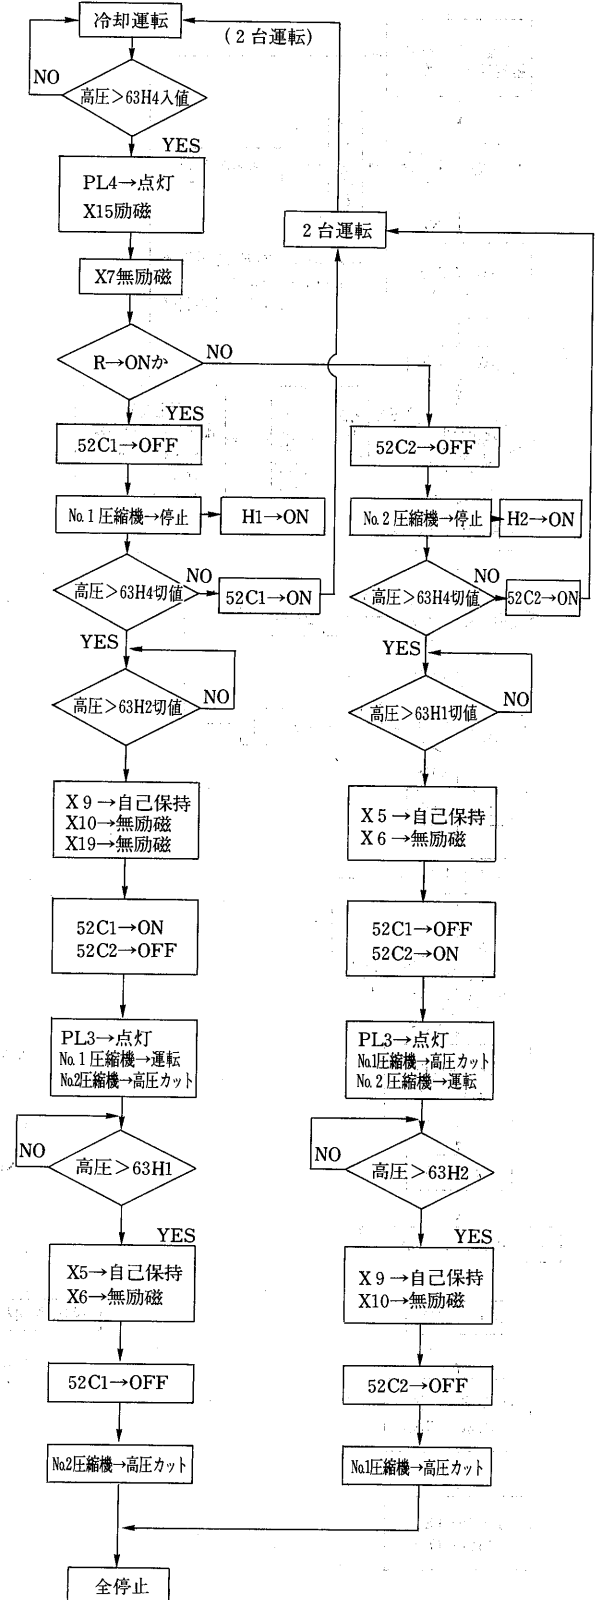 冷却運転
(2台運転)
NO
高圧>63H4入値
YES
PL4→点灯
X15励磁
2台運転
X7無励磁
R→ONか
NO
YES
52C1→OFF
52C2→OFF
No.1圧縮機→停止
H1→ON
No.2圧縮機→停止
H2→ON
高圧>63H4切値
NO
52C1→ON
高圧>63H4切値
NO
52C2→ON
YES
YES
高圧>63H2切値
NO
高圧>63H1切値
NO
X9→自己保持
X10→無励磁
X19→無励磁
X5→自己保持
X6→無励磁
52C1→ON
52C2→OFF
52C1→OFF
52C2→ON
PL3→点灯
No.1圧縮機→運転
No.2圧縮機→高圧カット
PL3→点灯
No.1圧縮機→高圧カット
No.2圧縮機→運転
NO
高圧>63H1
NO
高圧>63H2
YES
YES
X5→自己保持
X6→無励磁
X9→自己保持
X10→無励磁
52C1→OFF
52C2→OFF
No.2圧縮機→高圧カット
No.1圧縮機→高圧カット
全停止